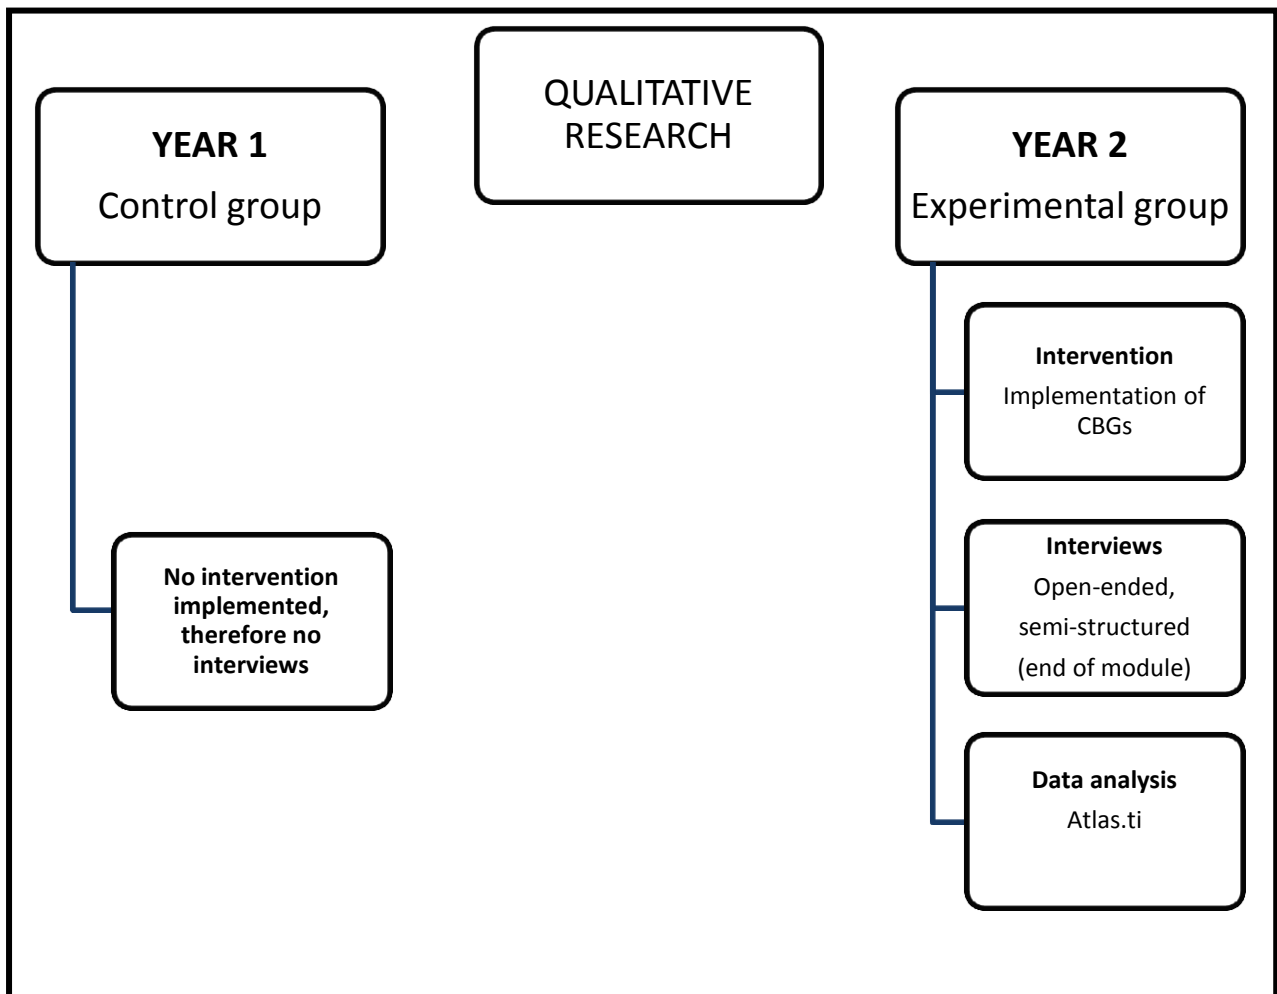 QUALITATIVE
RESEARCH
YEAR 1
Control group
No intervention
implemented,
therefore no
interviews
YEAR 2
Experimental group
Intervention
Implementation of
CBGs
Interviews
Open-ended,
semi-structured
(end of module)
Data analysis
Atlas.ti